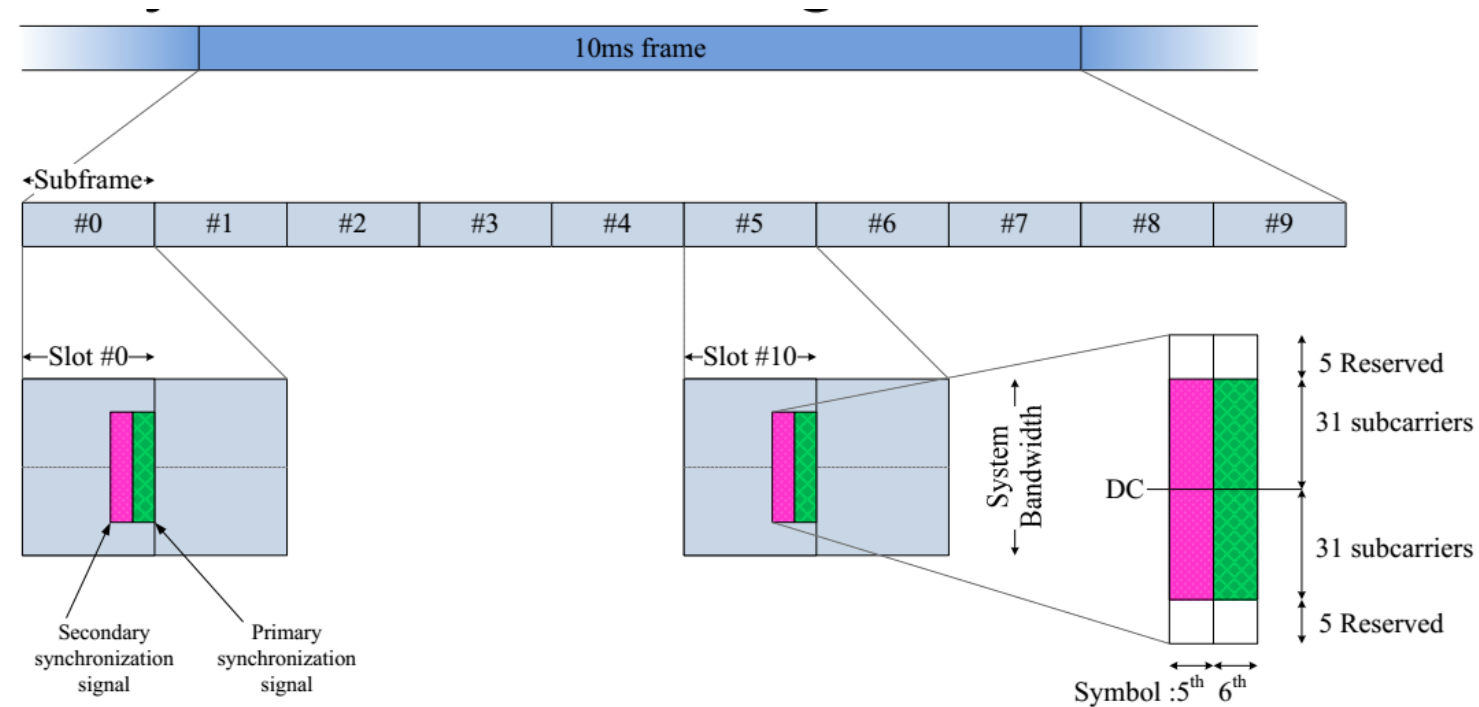 10ms frame
Subframe
#0 #1 #2 #3 #4 #5 #6 #7 #8 #9
Slot #0
Slot #10
System
Bandwidth
5 Reserved
31 subcarriers
DC
31 subcarriers
5 Reserved
Secondary
synchronization
signal
Primary
synchronization
signal
Symbol :5th 6th